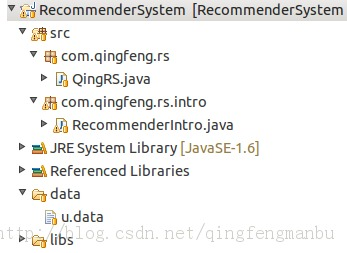 RecommenderSystem [RecommenderSystem
src
com.qingfeng.rs
QingRS.java
com.qingfeng.rs.intro
RecommenderIntro.java
JRE System Library [JavaSE-1.6]
Referenced Libraries
data
u.data
http://blog.csdn.net/qingfengmanbu
libs